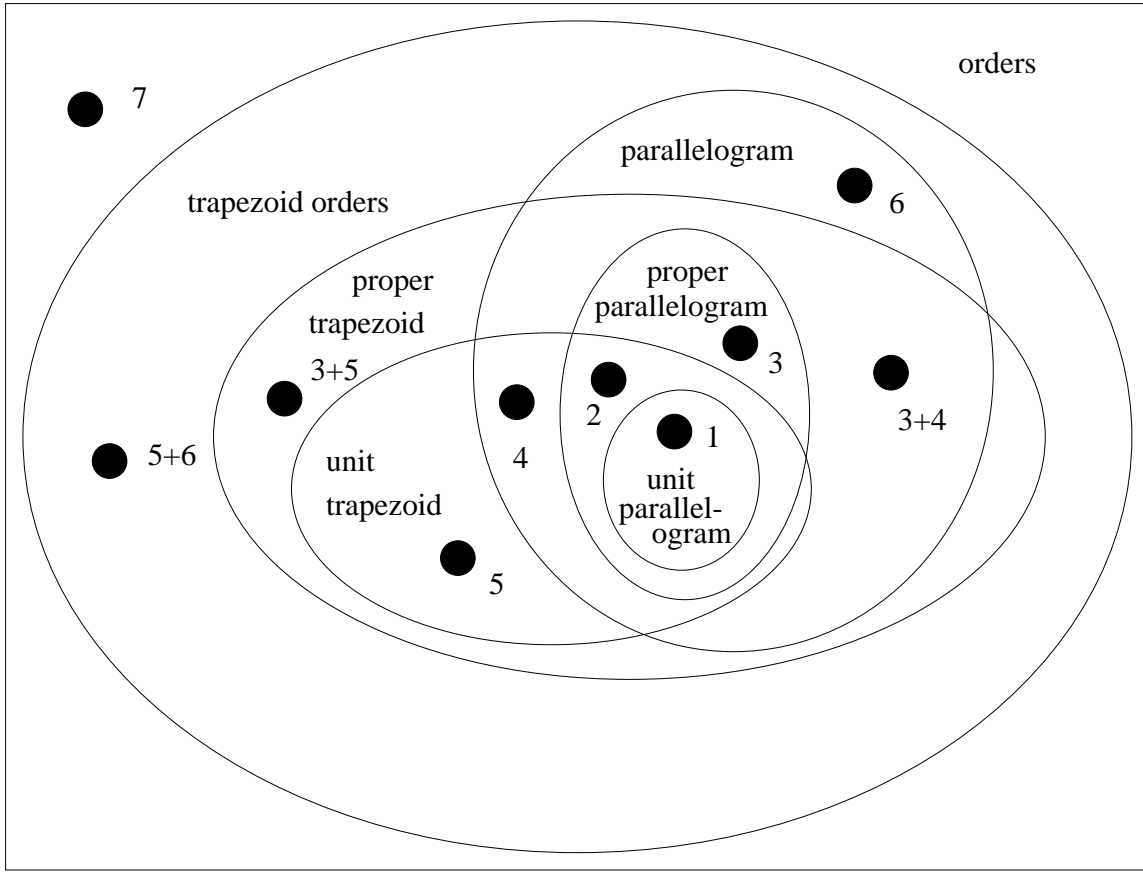 orders
7
parallelogram
6
trapezoid orders
proper
parallelogram
proper
trapezoid
3
3+5
2
3+4
1
4
5+6
unit
trapezoid
unit
parallel-
ogram
5